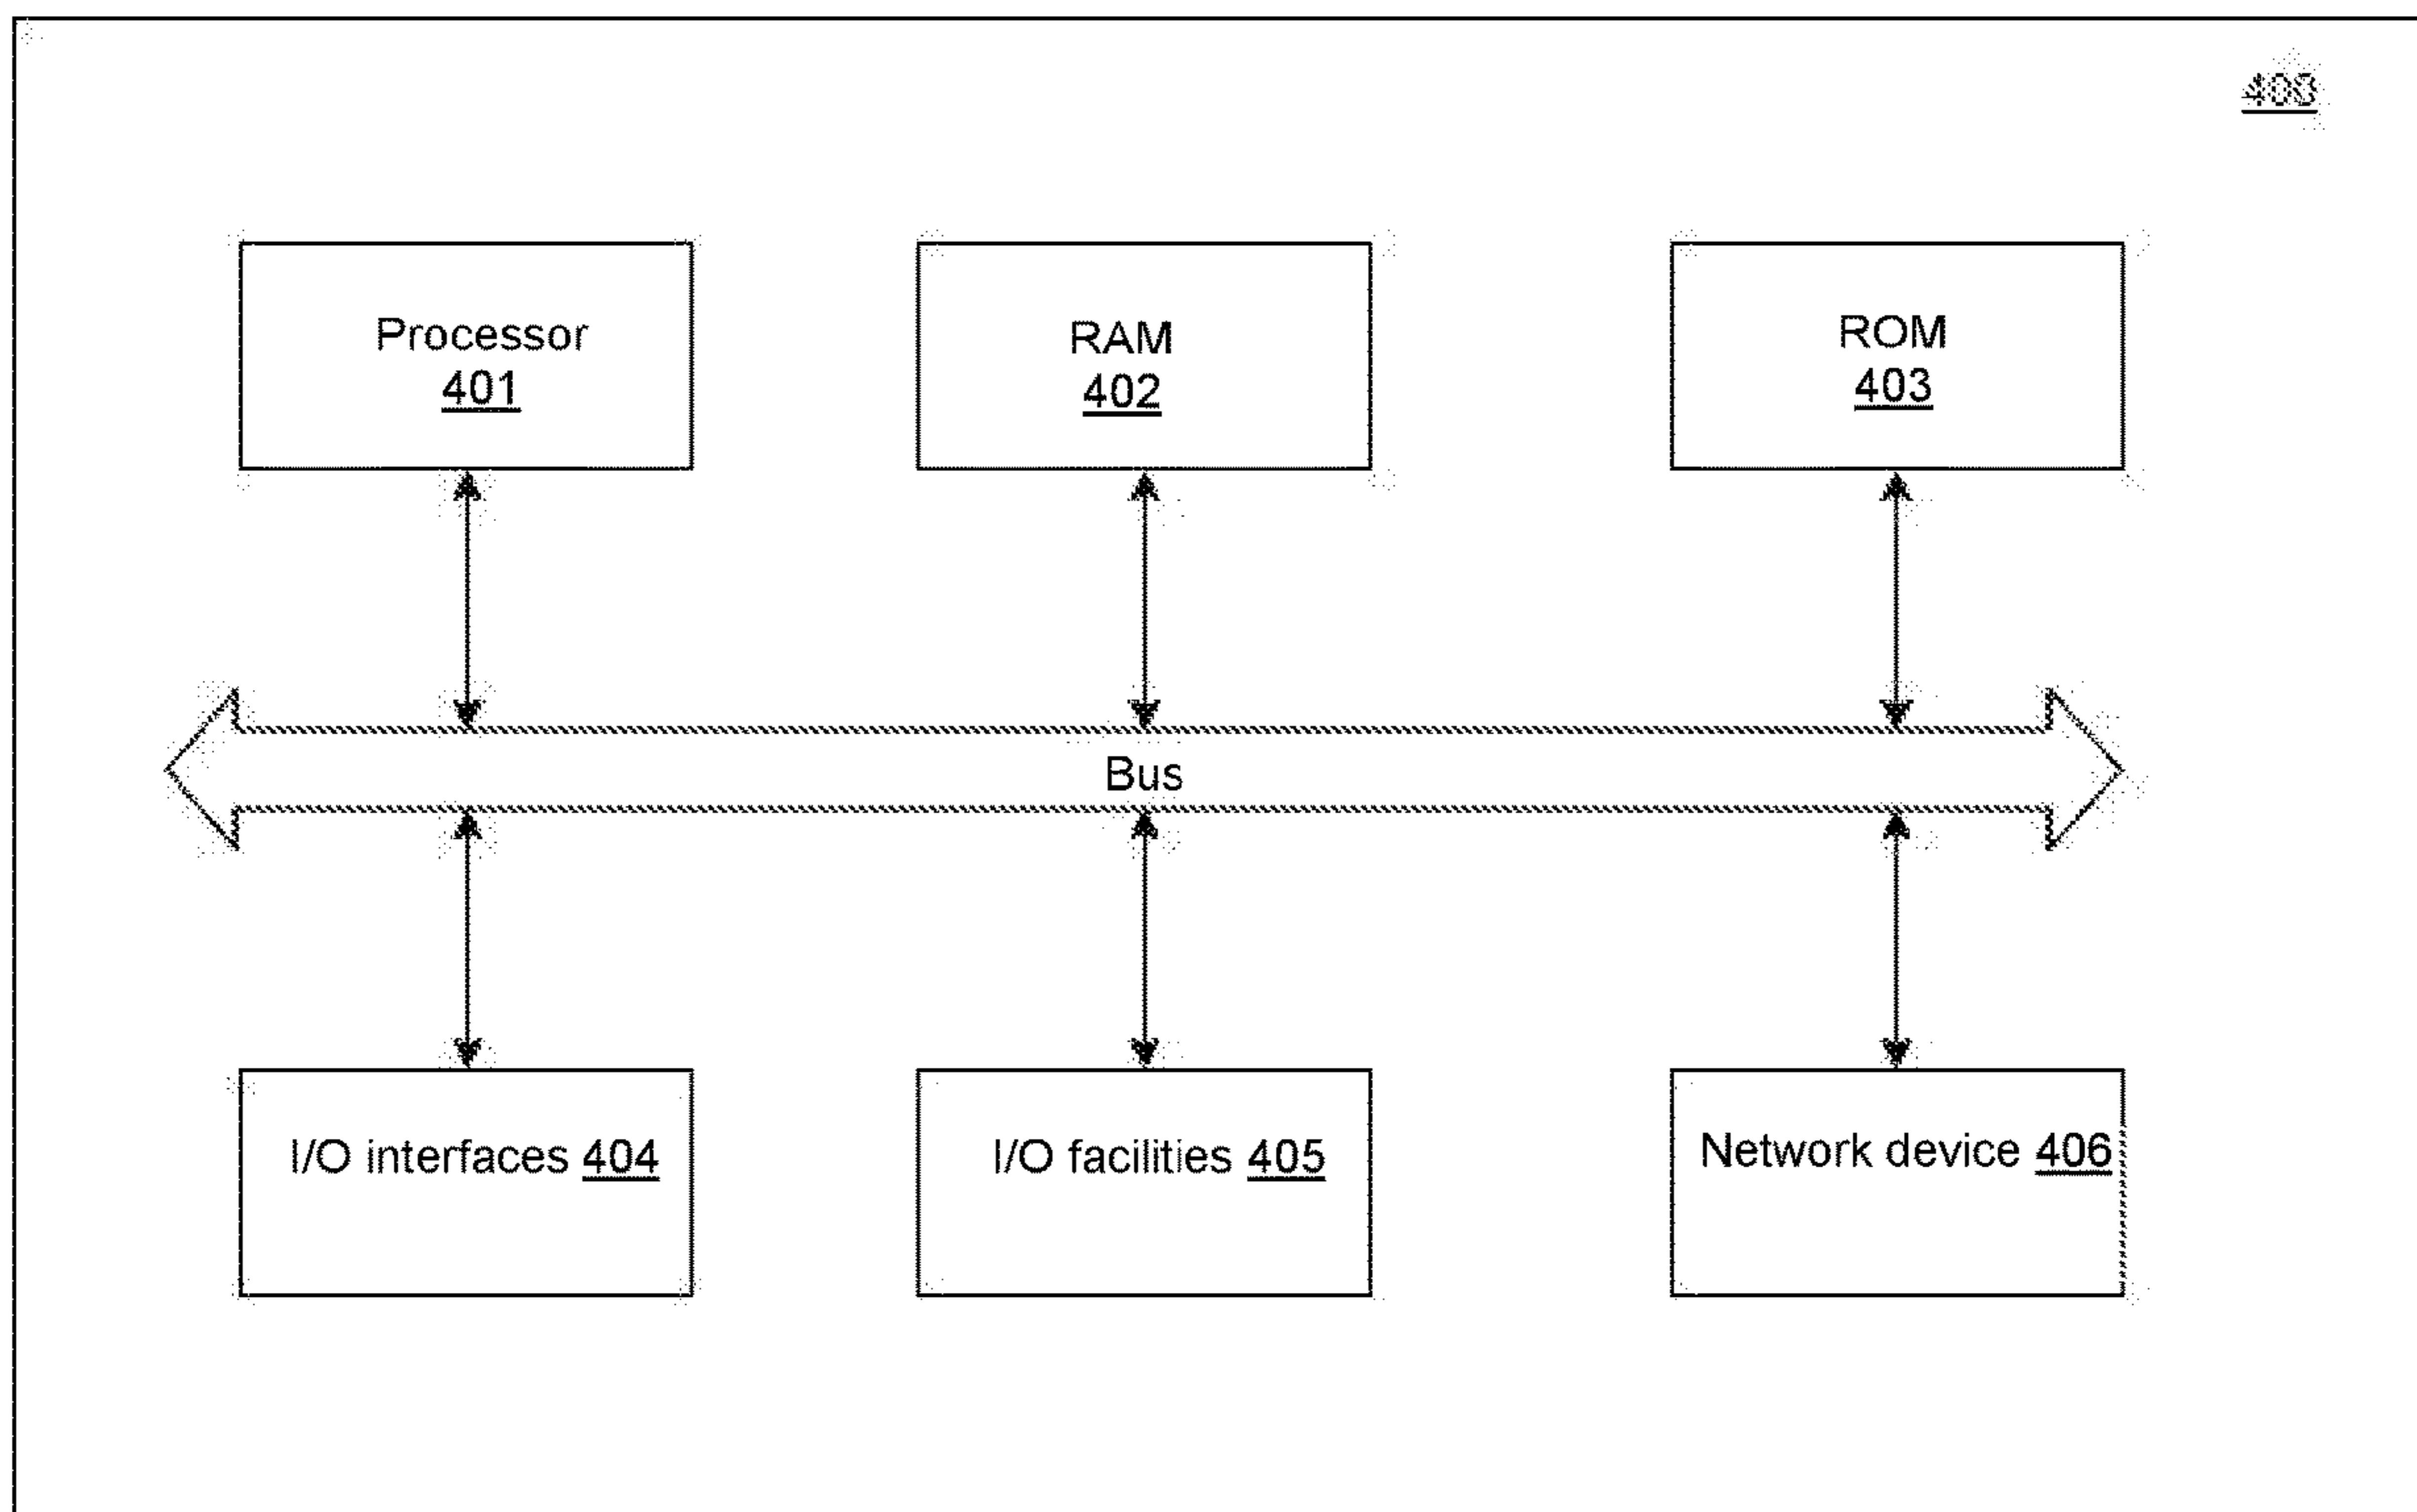 Processor
401
RAM
402
ROM
403
Bus
I/O interfaces 404
I/O facilities 405
Network device 406